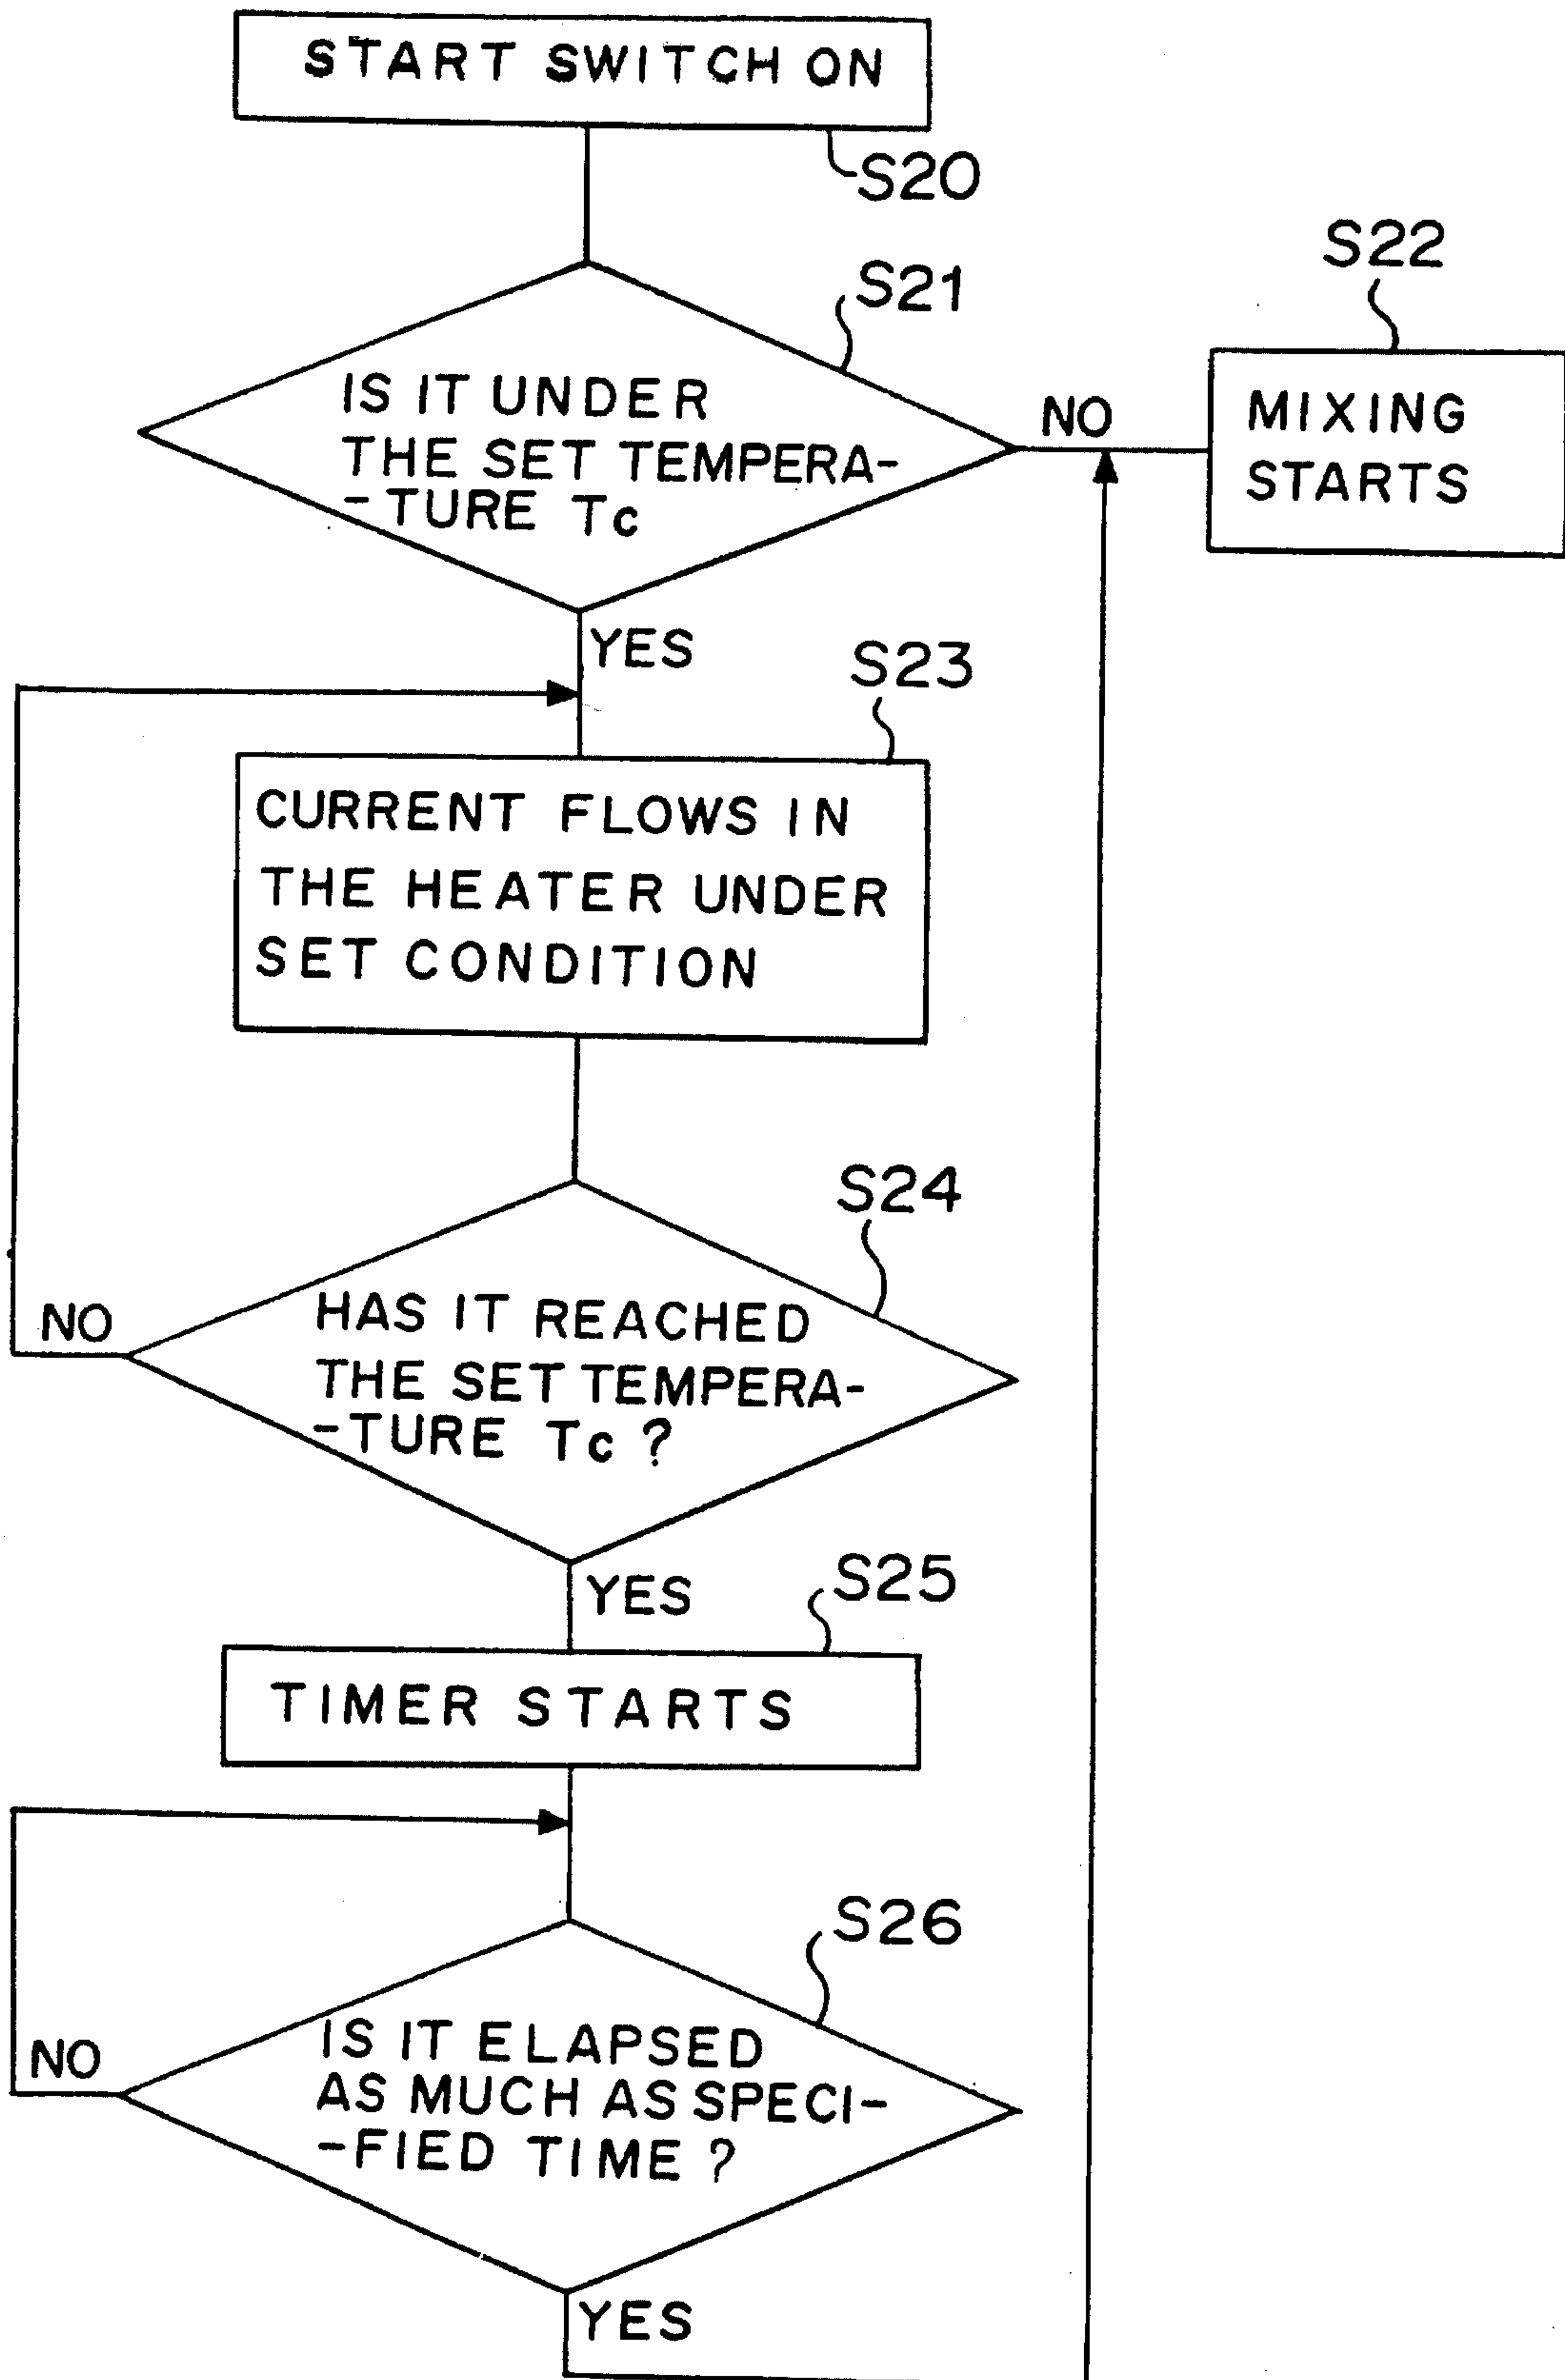 START SWITCH ON
S20
S21
S22
IS IT UNDER
THE SET TEMPERA-
-TURE Tc
NO
MIXING
STARTS
YES
S23
CURRENT FLOWS IN
THE HEATER UNDER
SET CONDITION
S24
HAS IT REACHED
THE SET TEMPERA-
-TURE Tc ?
NO
YES
S25
TIMER STARTS
S26
IS IT ELAPSED
AS MUCH AS SPECI-
-FIED TIME ?
NO
YES